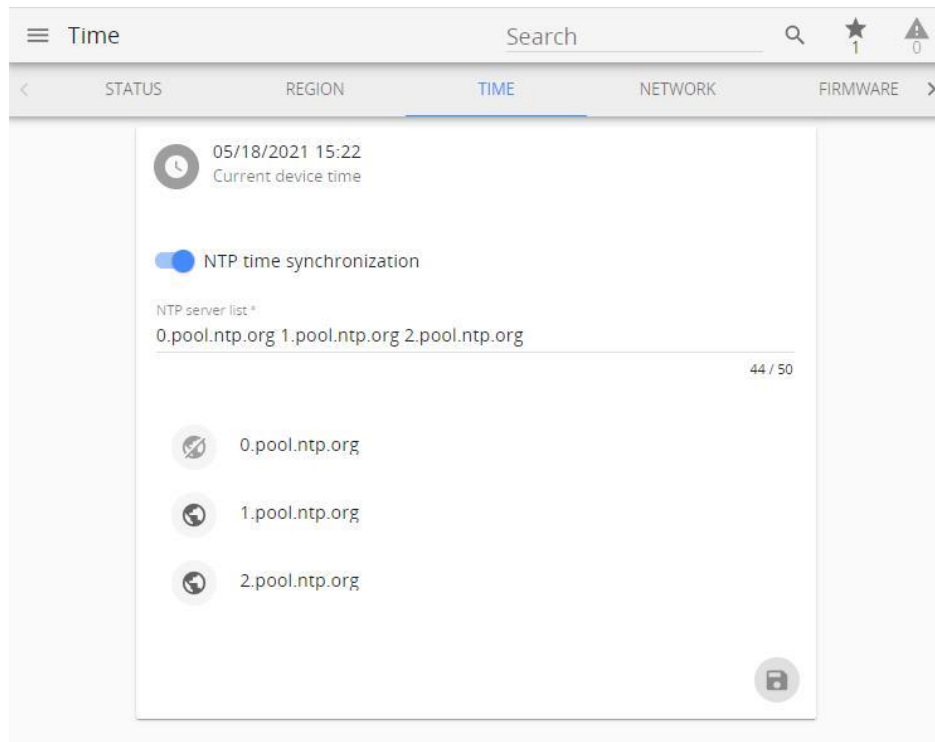 Time Search 1 0
STATUS REGION TIME NETWORK FIRMWARE
05/18/2021 15:22
Current device time
NTP time synchronization
NTP server list *
0.pool.ntp.org 1.pool.ntp.org 2.pool.ntp.org
44 / 50
0.pool.ntp.org
1.pool.ntp.org
2.pool.ntp.org